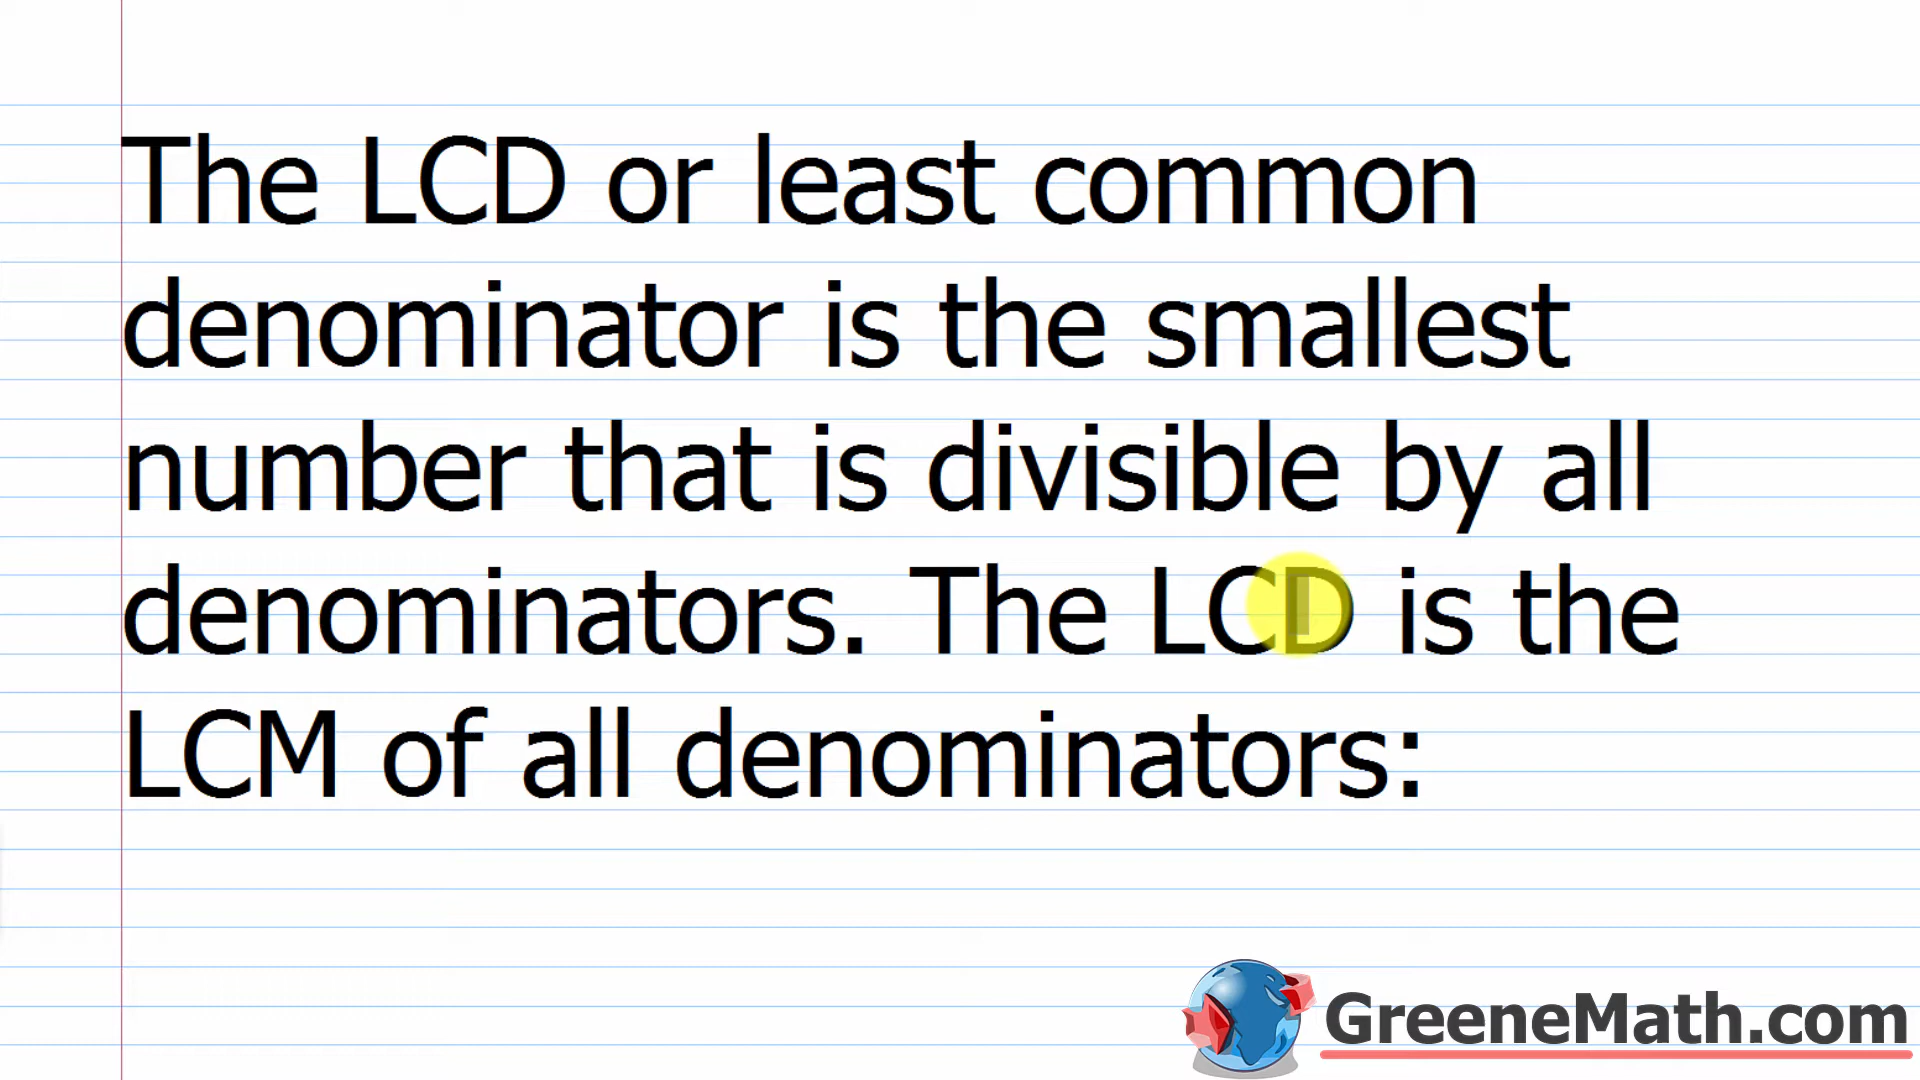 The LCD or least common
denominator is the smallest
number that is divisible by all
denominators. The LCD is the
LCM of all denominators:
GreeneMath.com